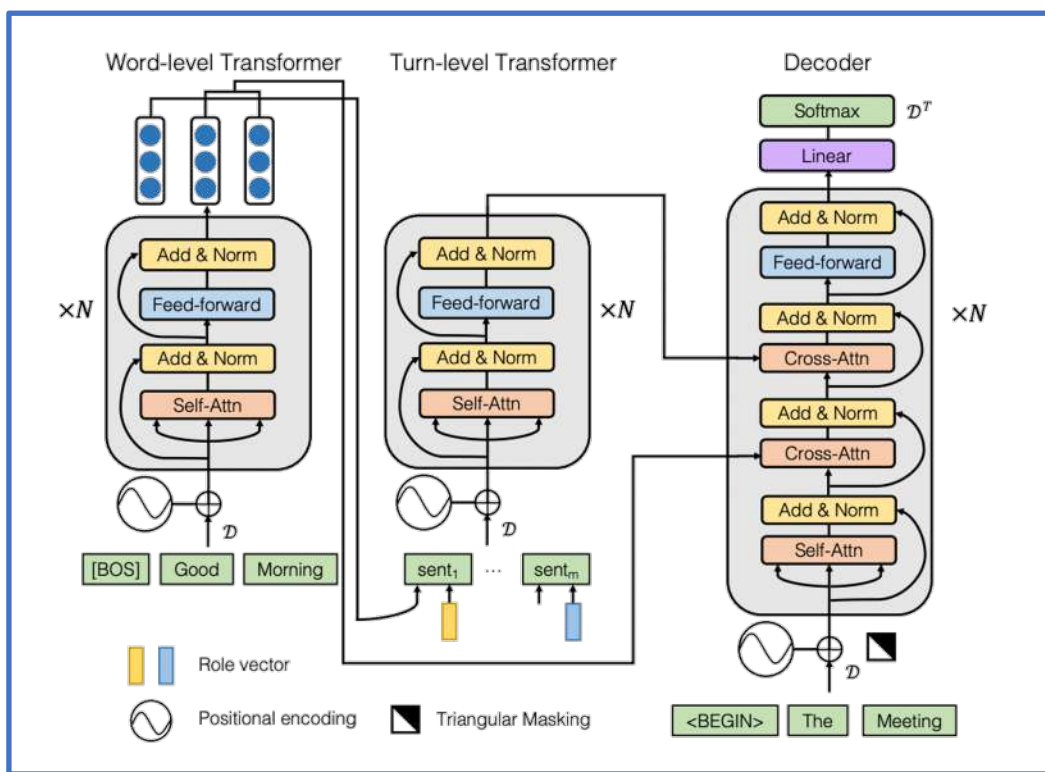 Word-level Transformer
Turn-level Transformer
Decoder
Softmax
𝒟ᵀ
Linear
Add & Norm
Feed-forward
Add & Norm
Self-Attn
×N
𝒟
[BOS]
Good
Morning
Add & Norm
Feed-forward
Add & Norm
Self-Attn
×N
𝒟
sent₁
...
sentₘ
Add & Norm
Feed-forward
Add & Norm
Cross-Attn
Add & Norm
Cross-Attn
Add & Norm
Self-Attn
×N
𝒟
<BEGIN>
The
Meeting
Role vector
Positional encoding
Triangular Masking